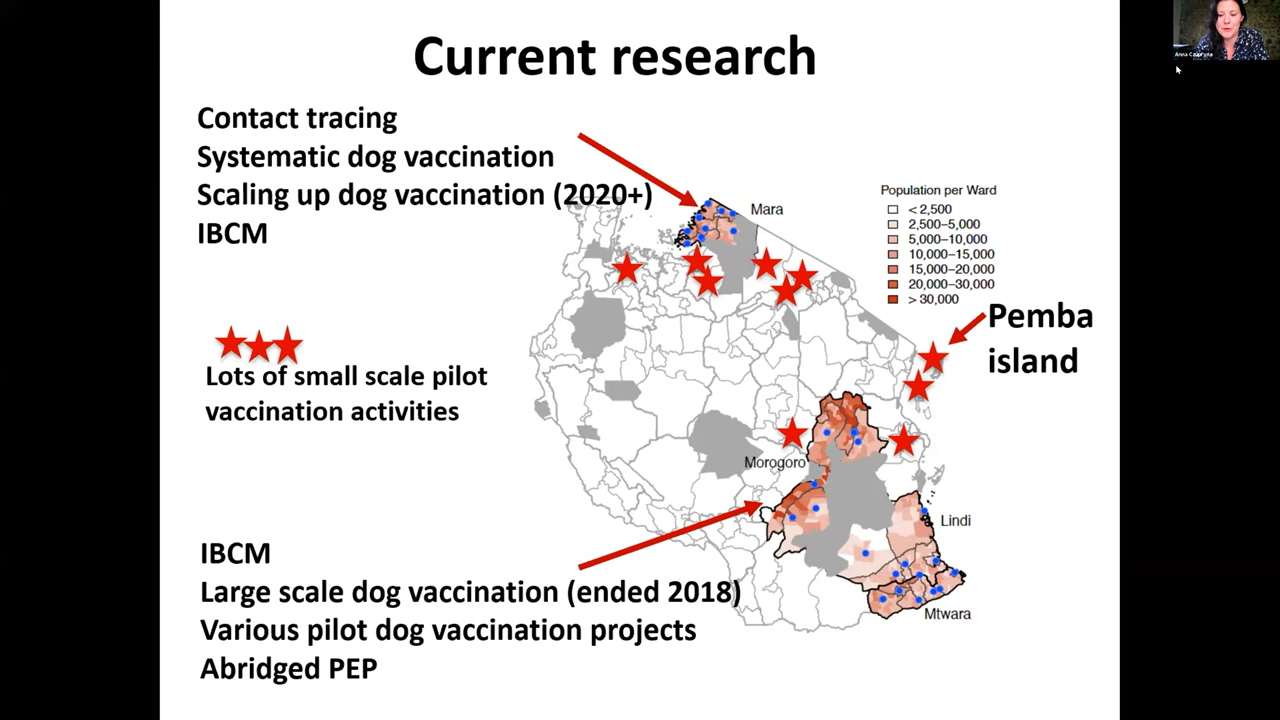 Current research
Contact tracing
Systematic dog vaccination
Scaling up dog vaccination (2020+)
IBCM
Lots of small scale pilot
vaccination activities
IBCM
Large scale dog vaccination (ended 2018)
Various pilot dog vaccination projects
Abridged PEP
Mara
Morogoro
Lindi
Mtwara
Population per Ward
< 2,500
2,500–5,000
5,000–10,000
10,000–15,000
15,000–20,000
20,000–30,000
> 30,000
Pemba
island
Anna Czupryna